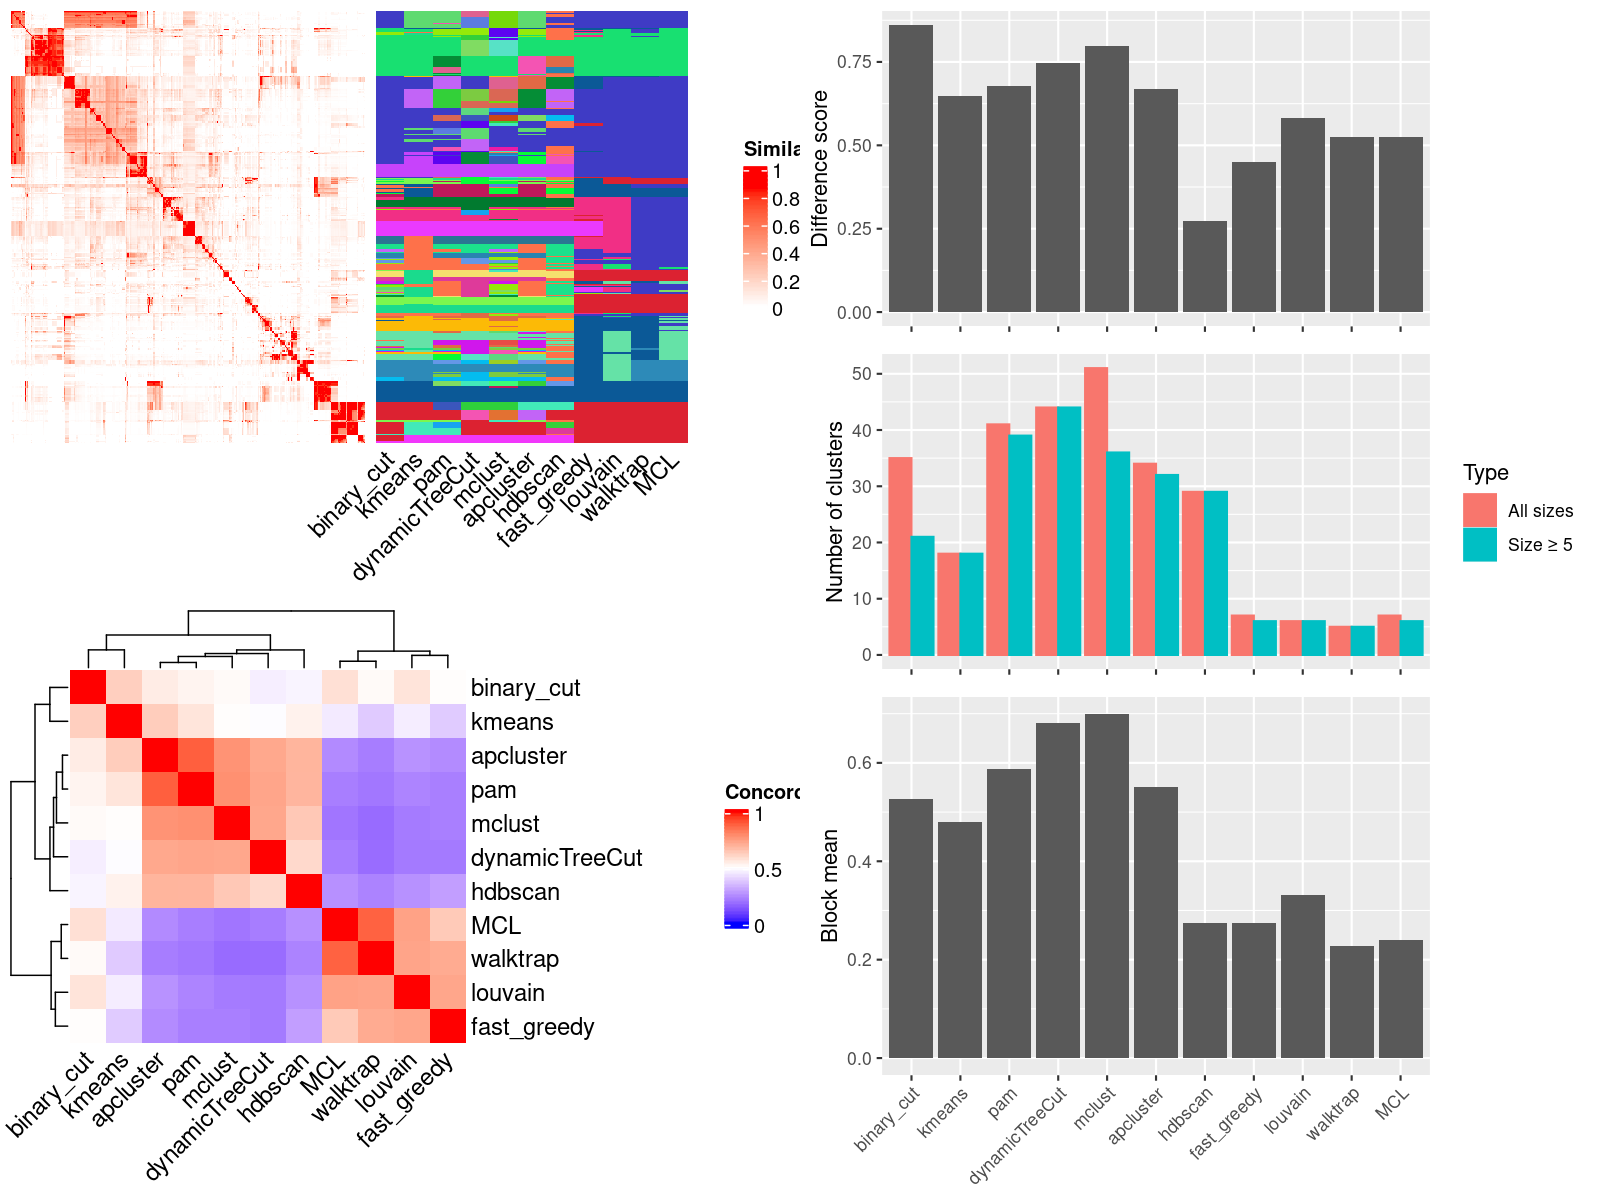 Simila
1
0.8
0.6
0.4
0.2
0
binary_cut
kmeans
pam
dynamicTreeCut
mclust
apcluster
hdbscan
fast_greedy
louvain
walktrap
MCL
binary_cut
kmeans
apcluster
pam
mclust
dynamicTreeCut
hdbscan
MCL
walktrap
louvain
fast_greedy
Concord
1
0.5
0
binary_cut
kmeans
apcluster
pam
mclust
dynamicTreeCut
hdbscan
MCL
walktrap
louvain
fast_greedy
Difference score
0.75
0.50
0.25
0.00
Number of clusters
50
40
30
20
10
0
Type
All sizes
Size ≥ 5
Block mean
0.6
0.4
0.2
0.0
binary_cut
kmeans
pam
dynamicTreeCut
mclust
apcluster
hdbscan
fast_greedy
louvain
walktrap
MCL